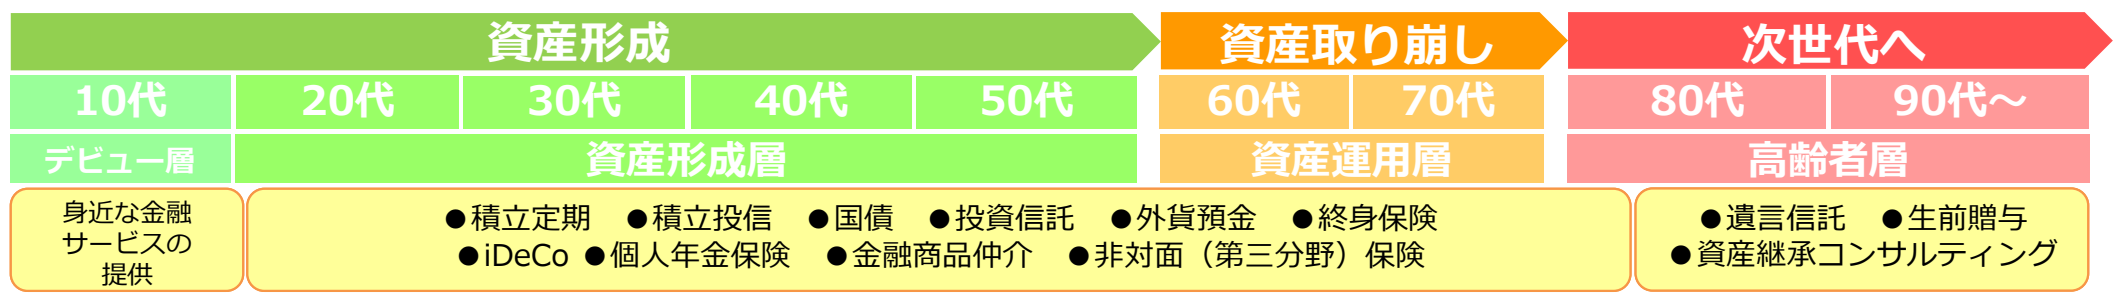 資産形成 資産取り崩し 次世代へ
10代 20代 30代 40代 50代 60代 70代 80代 90代～
デビュー層 資産形成層 資産運用層 高齢者層
身近な金融
サービスの
提供
●積立定期 ●積立投信 ●国債 ●投資信託 ●外貨預金 ●終身保険
●iDeCo ●個人年金保険 ●金融商品仲介 ●非対面（第三分野）保険
●遺言信託 ●生前贈与
●資産継承コンサルティング